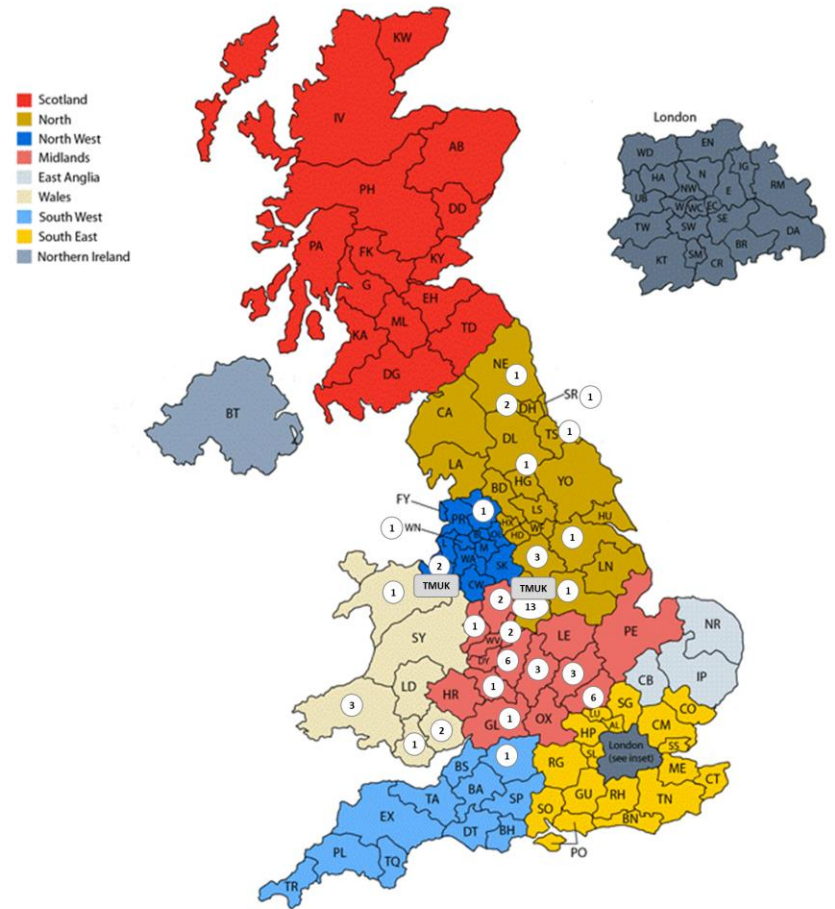 Scotland
North
North West
Midlands
East Anglia
Wales
South West
South East
Northern Ireland
London
WD
EN
HA
N
IG
NW
E
RM
UB
W
WC
EC
SE
TW
SW
DA
BR
KT
SM
CR
KW
IV
AB
PH
DD
PA
FK
KY
G
EH
ML
KA
TD
DG
BT
NE
1
SR
1
2
DH
CA
DL
TS
1
LA
1
HG
YO
BD
FY
PR
1
LS
HU
HX
WF
HD
1
WN
1
L
M
WA
SK
3
LN
2
CW
TMUK
TMUK
1
1
2
13
1
2
WV
LE
PE
NR
SY
DY
6
3
3
CB
IP
LD
HR
1
6
SG
CO
3
GL
1
OX
LU
AL
CM
2
1
HP
SS
London
(see inset)
SL
1
RG
ME
CT
BS
BA
SP
GU
RH
TN
TA
SO
BN
EX
DT
BH
PO
PL
TQ
TR